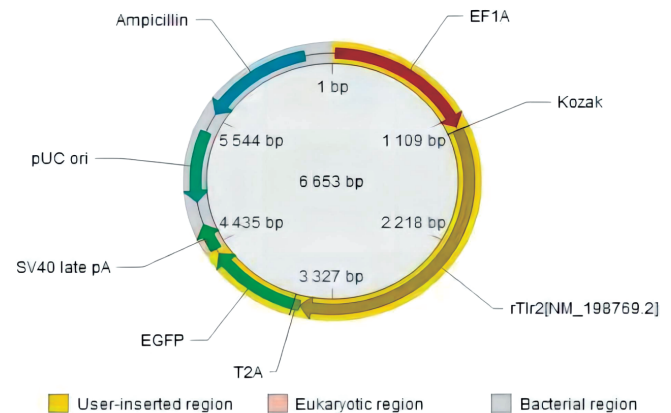 Ampicillin
EF1A
1 bp
Kozak
5 544 bp
1 109 bp
pUC ori
6 653 bp
4 435 bp
2 218 bp
SV40 late pA
3 327 bp
rTlr2[NM_198769.2]
EGFP
T2A
User-inserted region
Eukaryotic region
Bacterial region